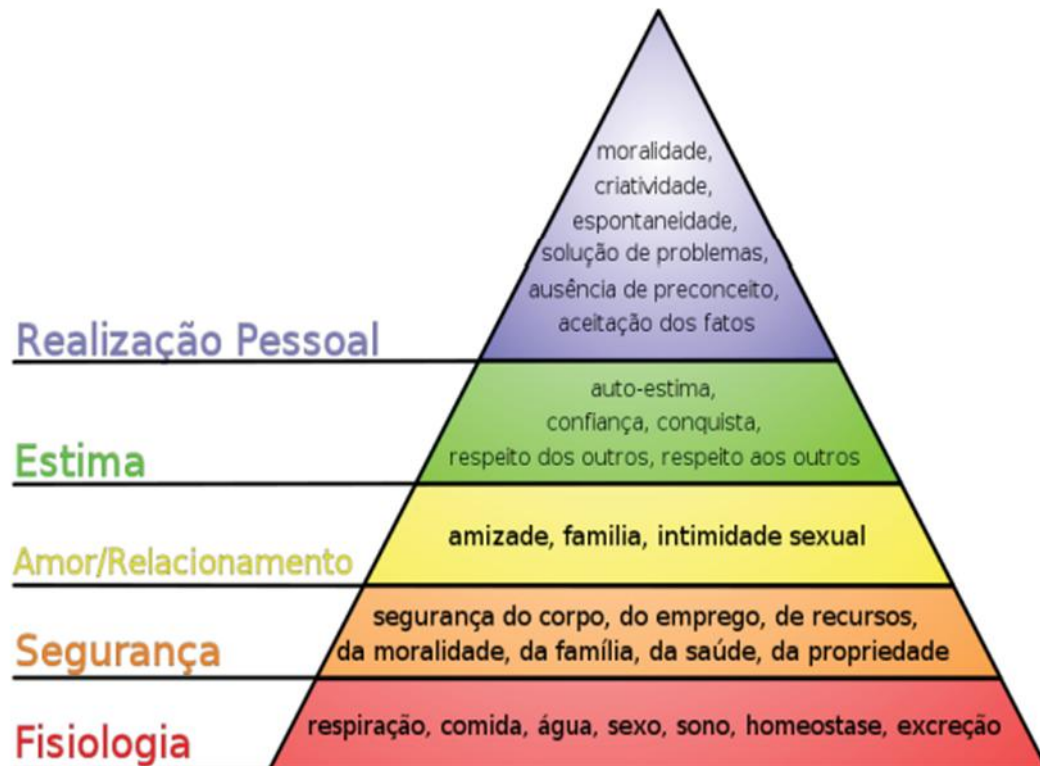 moralidade,
criatividade,
espontaneidade,
solução de problemas,
ausência de preconceito,
aceitação dos fatos
Realização Pessoal
auto-estima,
confiança, conquista,
respeito dos outros, respeito aos outros
Estima
amizade, familia, intimidade sexual
Amor/Relacionamento
segurança do corpo, do emprego, de recursos,
da moralidade, da família, da saúde, da propriedade
Segurança
respiração, comida, água, sexo, sono, homeostase, excreção
Fisiologia